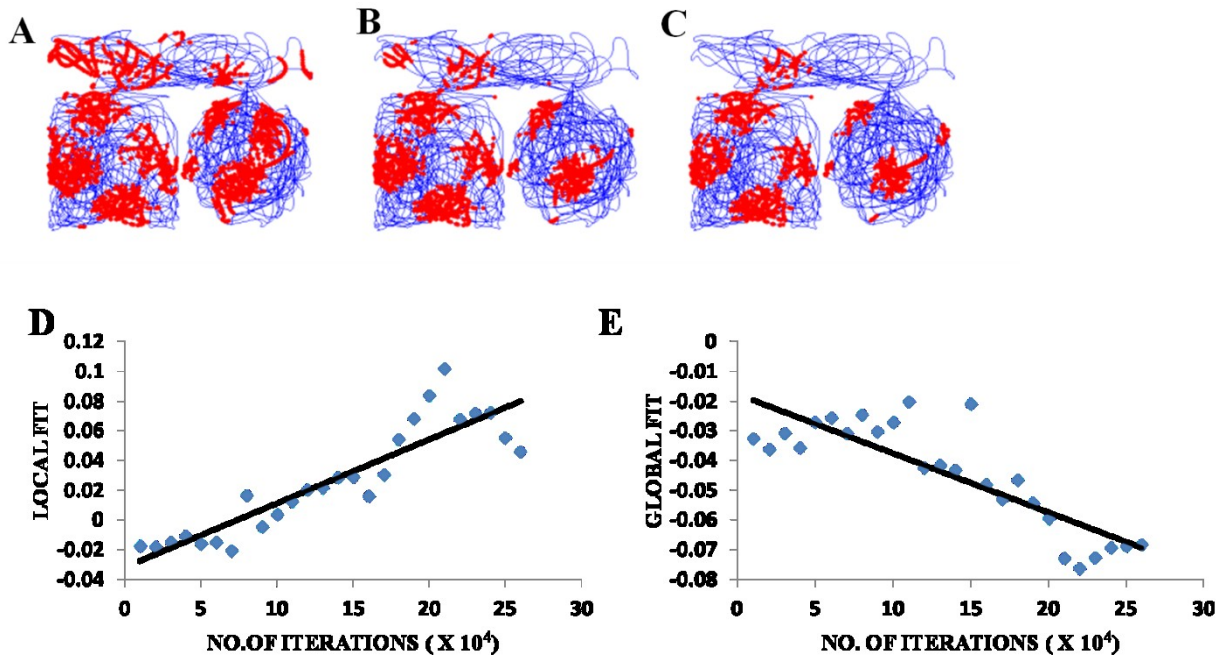 A
B
C
D
LOCAL FIT
0.12
0.1
0.08
0.06
0.04
0.02
0
-0.02
-0.04
0 5 10 15 20 25 30
NO.OF ITERARIONS ( X 10⁴)
E
GLOBAL FIT
0
-0.01
-0.02
-0.03
-0.04
-0.05
-0.06
-0.07
-0.08
0 5 10 15 20 25 30
NO. OF ITERARIONS ( X 10⁴)